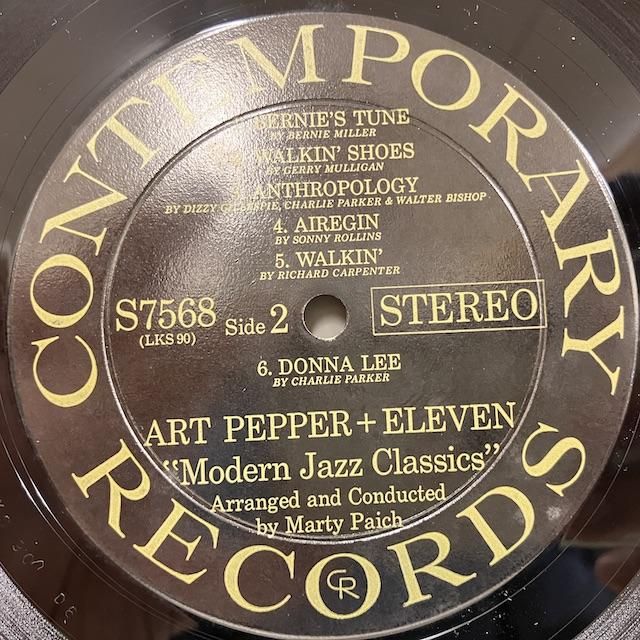 CONTEMPORARY
BERNIE'S TUNE
BY BERNIE MILLER
WALKIN' SHOES
BY GERRY MULLIGAN
3. ANTHROPOLOGY
BY DIZZY GILLESPIE, CHARLIE PARKER & WALTER BISHOP
4. AIREGIN
BY SONNY ROLLINS
5. WALKIN'
BY RICHARD CARPENTER
S7568 Side 2 STEREO
(LKS 90)
6. DONNA LEE
BY CHARLIE PARKER
ART PEPPER + ELEVEN
"Modern Jazz Classics"
Arranged and Conducted
by Marty Paich
RECORDS
CR